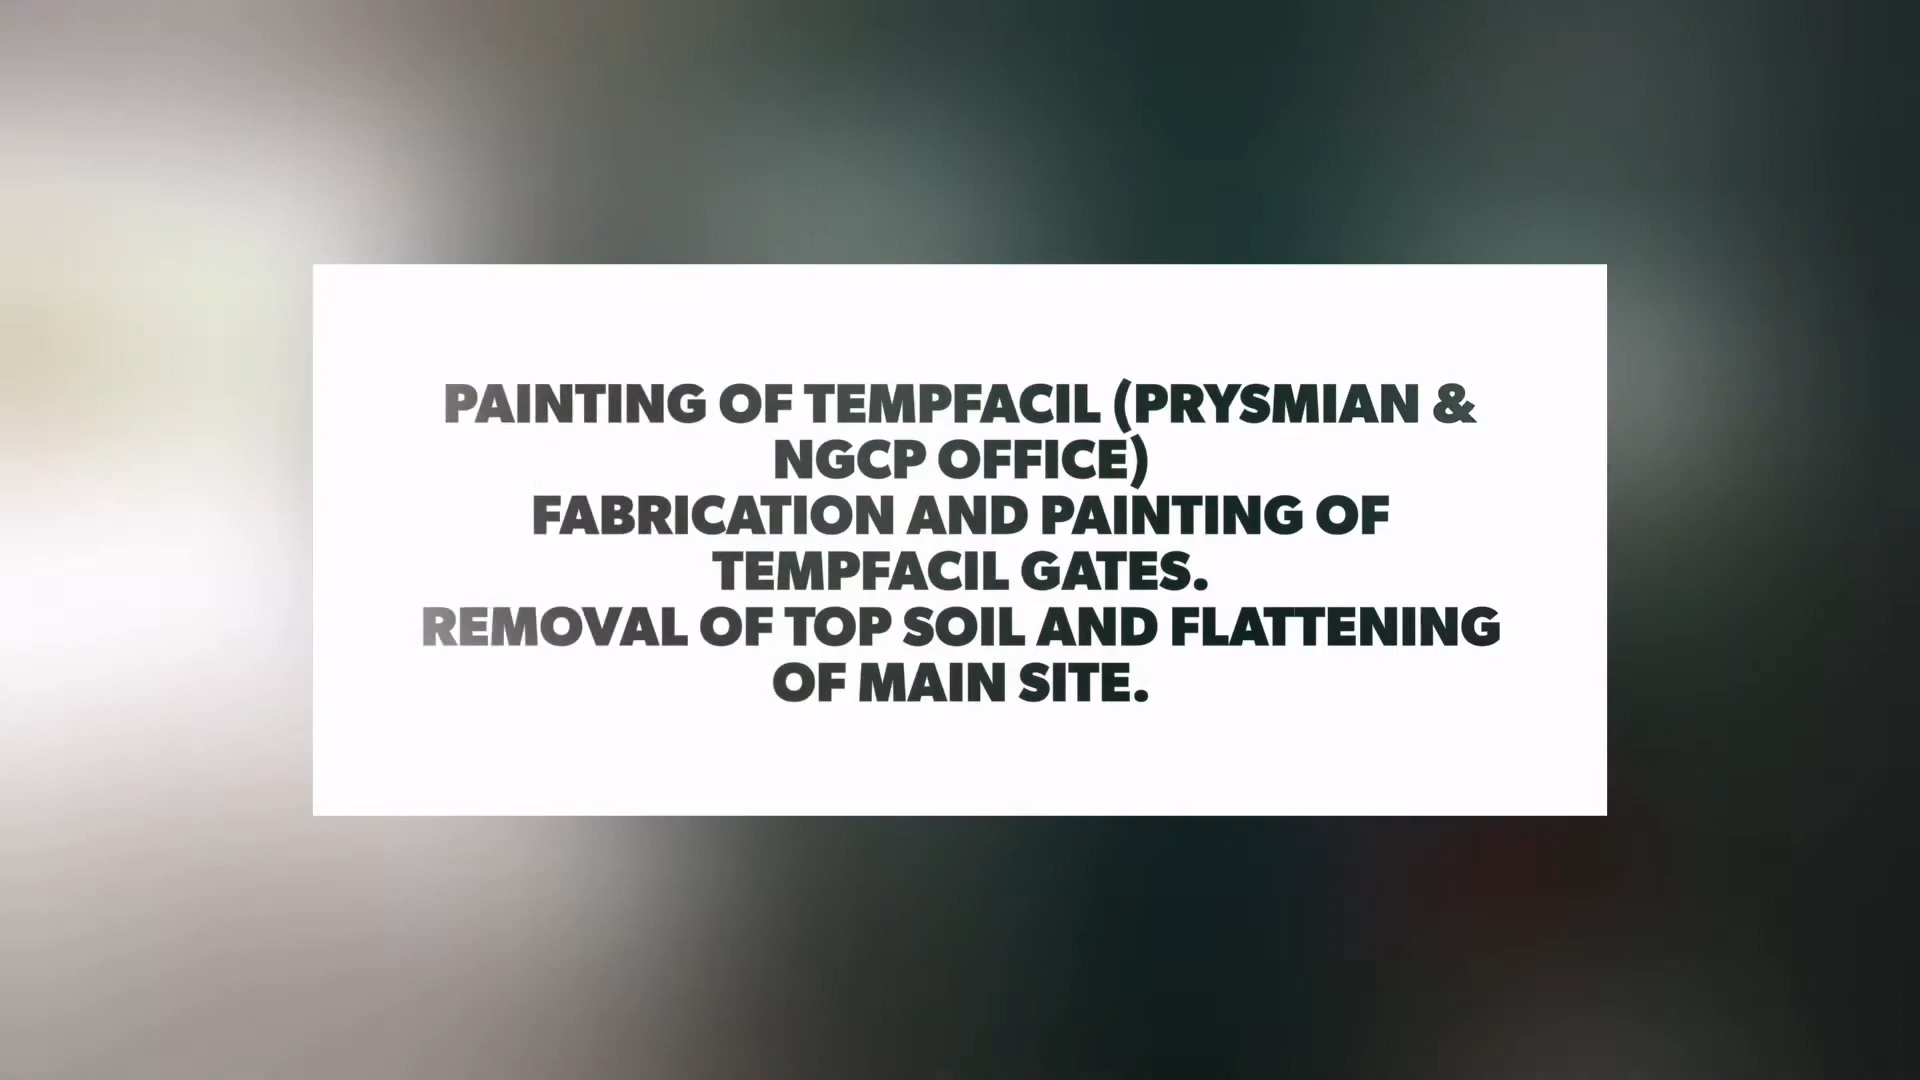 PAINTING OF TEMPFACIL (PRYSMIAN &
NGCP OFFICE)
FABRICATION AND PAINTING OF
TEMPFACIL GATES.
REMOVAL OF TOP SOIL AND FLATTENING
OF MAIN SITE.